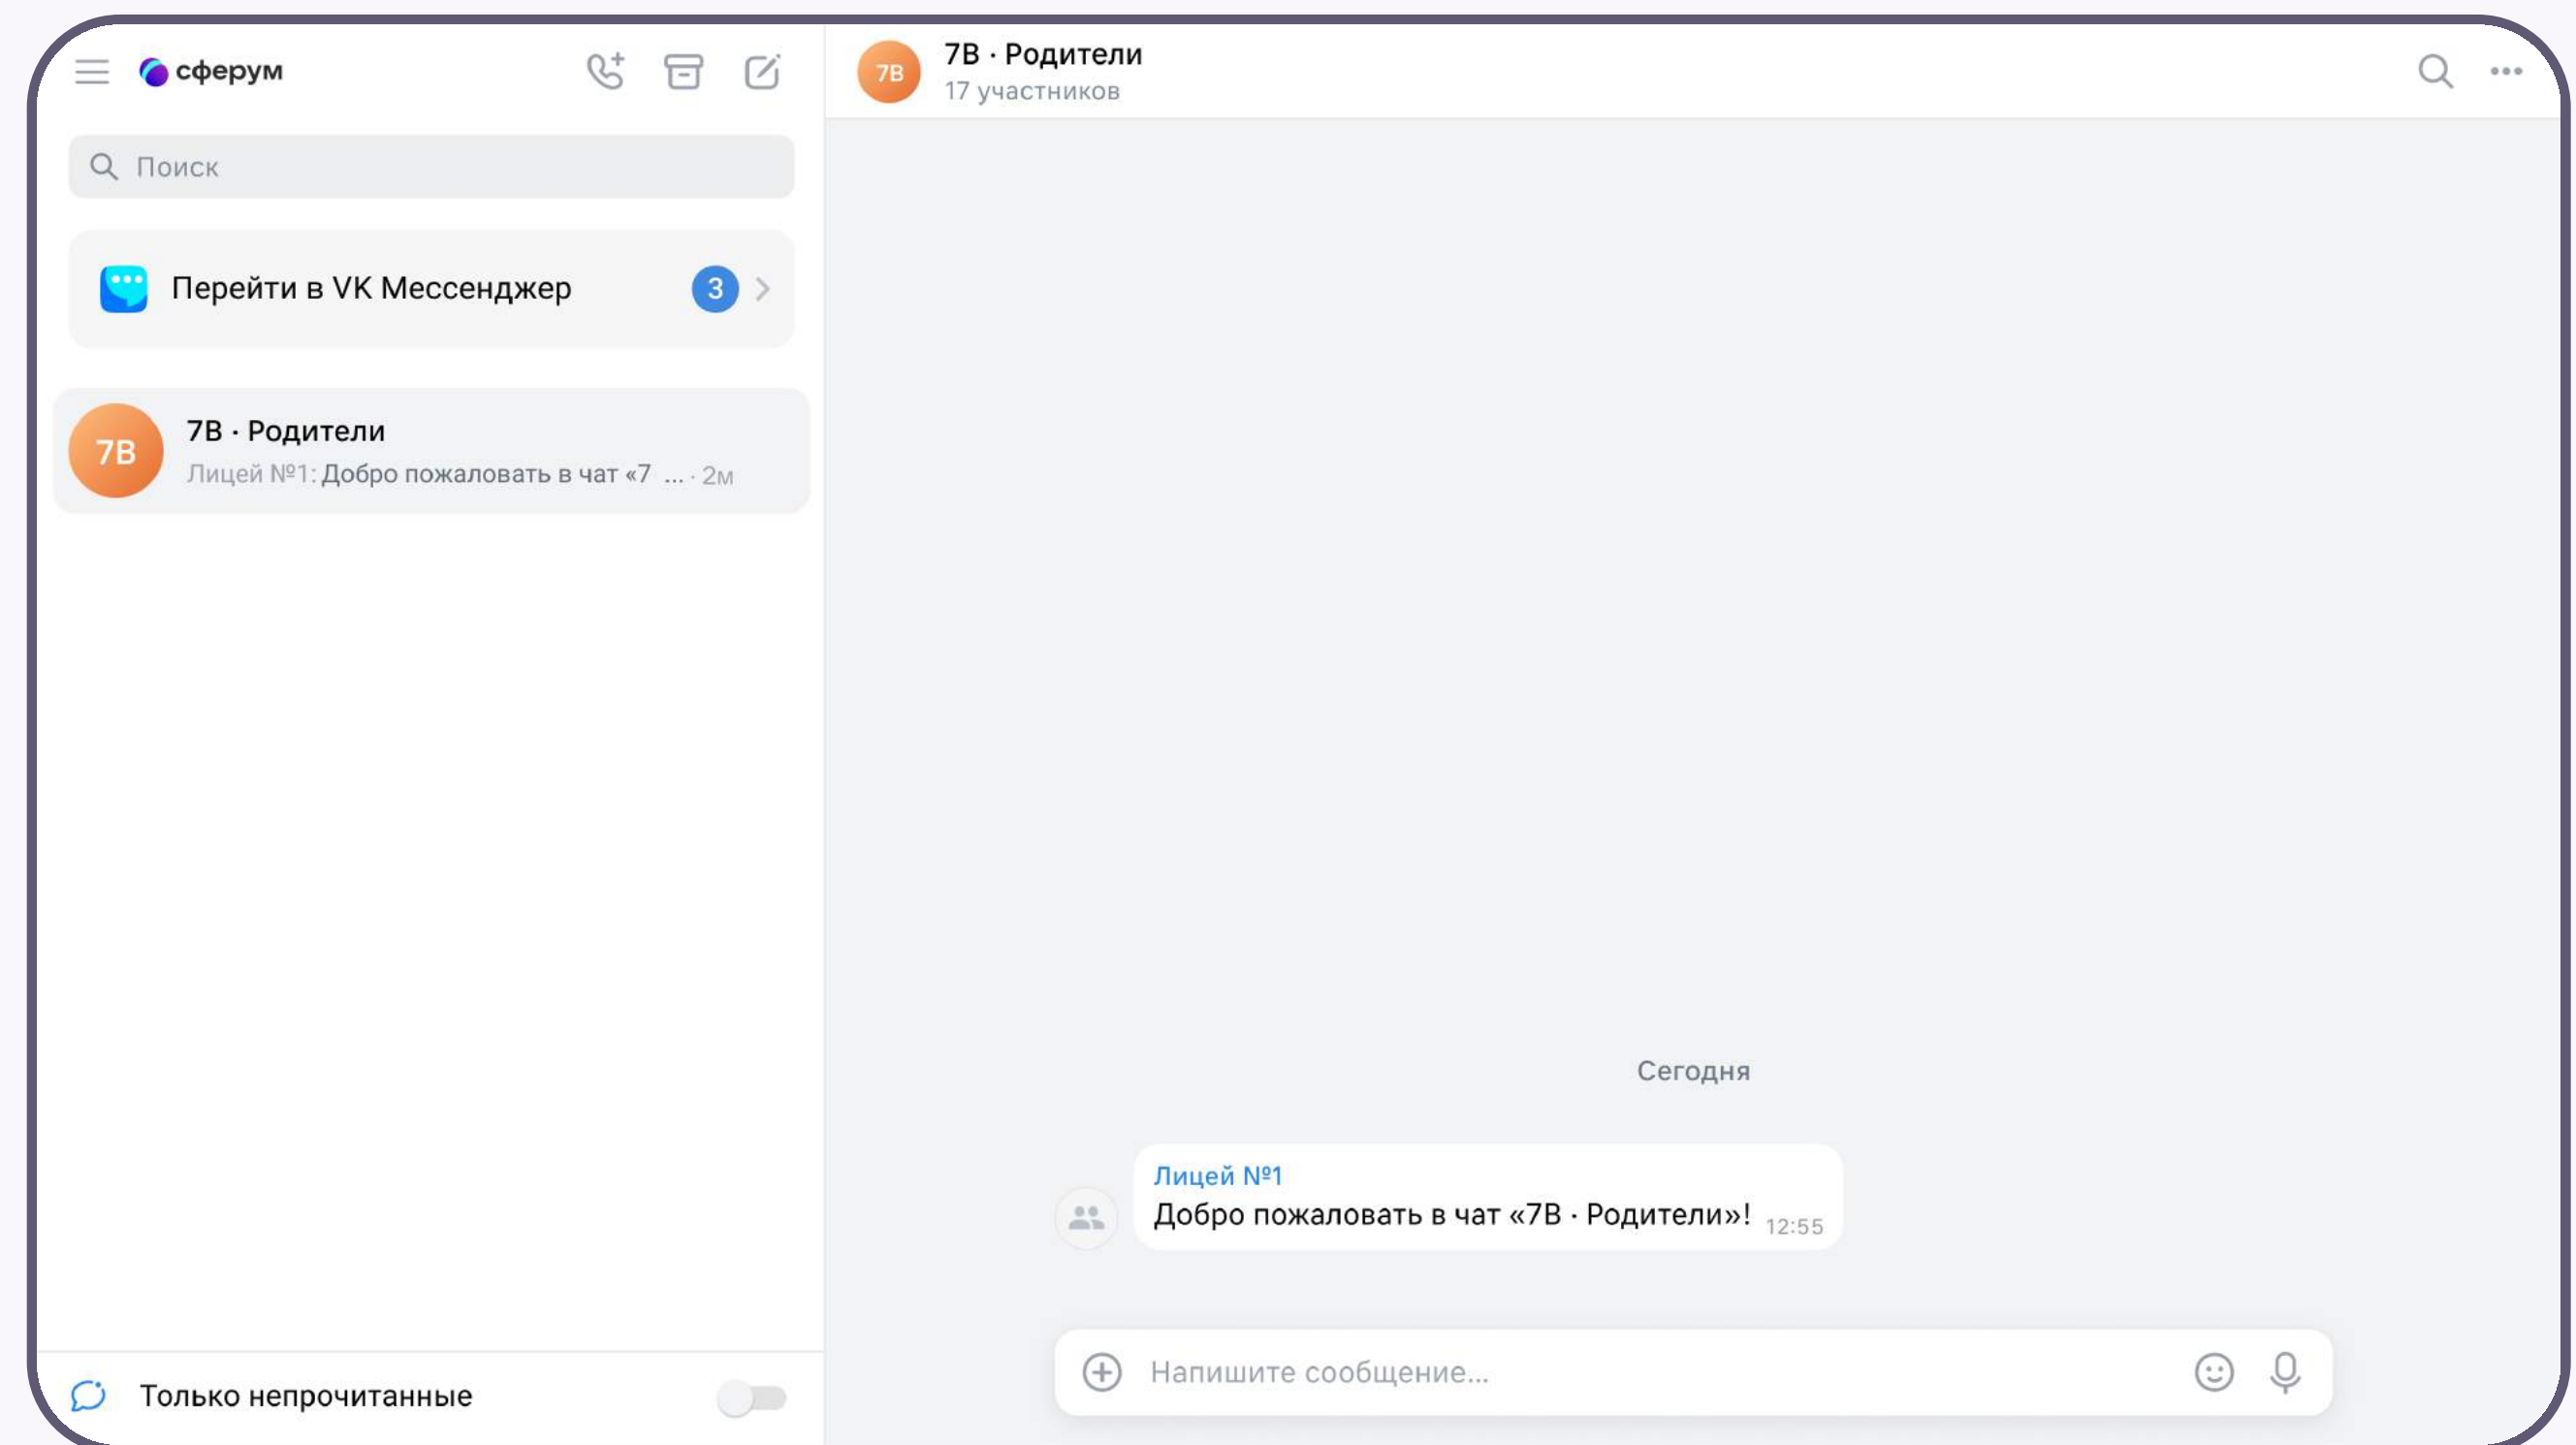 сферум
Поиск
Перейти в VK Мессенджер
3
7В
7В · Родители
Лицей №1: Добро пожаловать в чат «7 ... · 2м
Только непрочитанные
7В
7В · Родители
17 участников
Сегодня
Лицей №1
Добро пожаловать в чат «7В · Родители»! 12:55
Напишите сообщение...